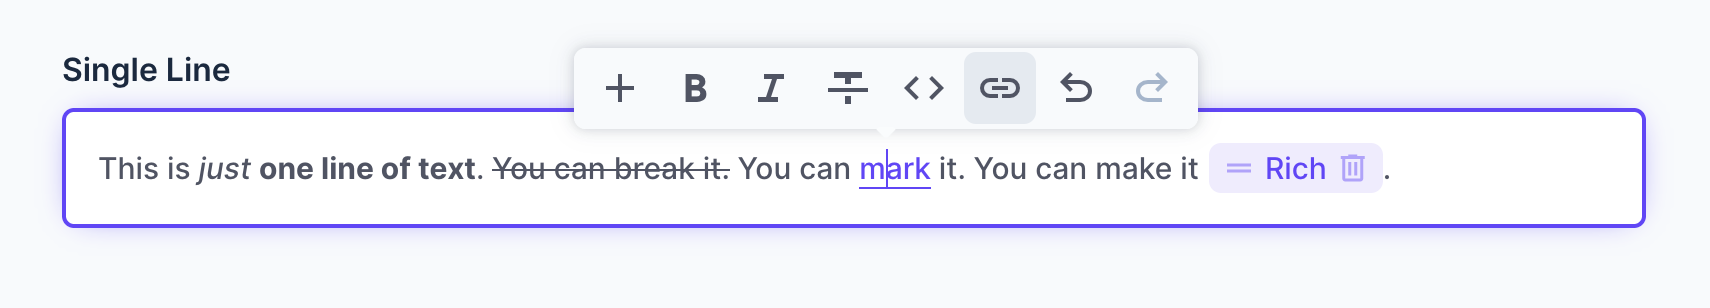 Single Line
B I
This is just one line of text. You can break it. You can mark it. You can make it Rich.